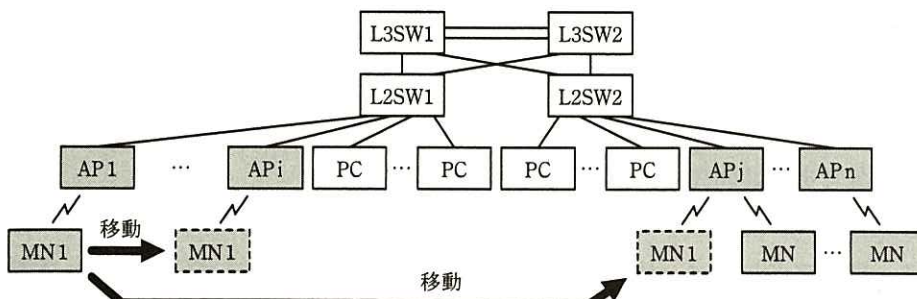 L3SW1 L3SW2
L2SW1 L2SW2
AP1 … APi PC … PC PC … PC APj … APn
移動
MN1 MN1 MN1 MN … MN
移動